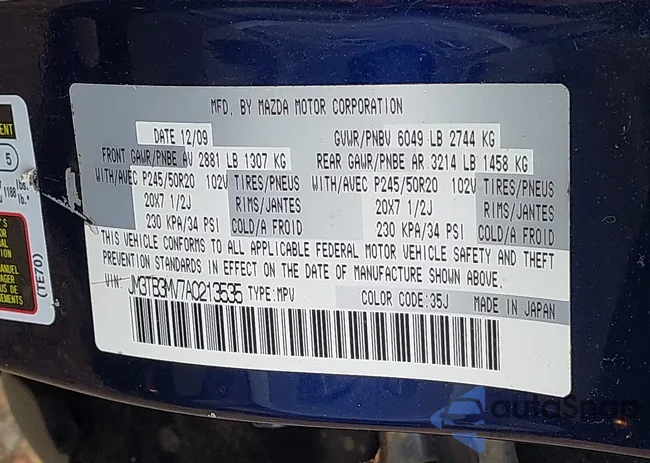 MFD. BY MAZDA MOTOR CORPORATION
DATE 12/09
GVWR/PNBV 6049 LB 2744 KG
FRONT GAWR/PNBE AV 2881 LB 1307 KG
REAR GAWR/PNBE AR 3214 LB 1458 KG
WITH/AVEC P245/50R20 102V TIRES/PNEUS
WITH/AVEC P245/50R20 102V TIRES/PNEUS
20X7 1/2J RIMS/JANTES
20X7 1/2J RIMS/JANTES
230 KPA/34 PSI COLD/A FROID
230 KPA/34 PSI COLD/A FROID
THIS VEHICLE CONFORMS TO ALL APPLICABLE FEDERAL MOTOR VEHICLE SAFETY AND THEFT
PREVENTION STANDARDS IN EFFECT ON THE DATE OF MANUFACTURE SHOWN ABOVE.
VIN: JM3TB3MV7A0213535 TYPE:MPV
COLOR CODE:35J
MADE IN JAPAN
5
lbs.
1188 lb.*
(TE70)
autoSnap